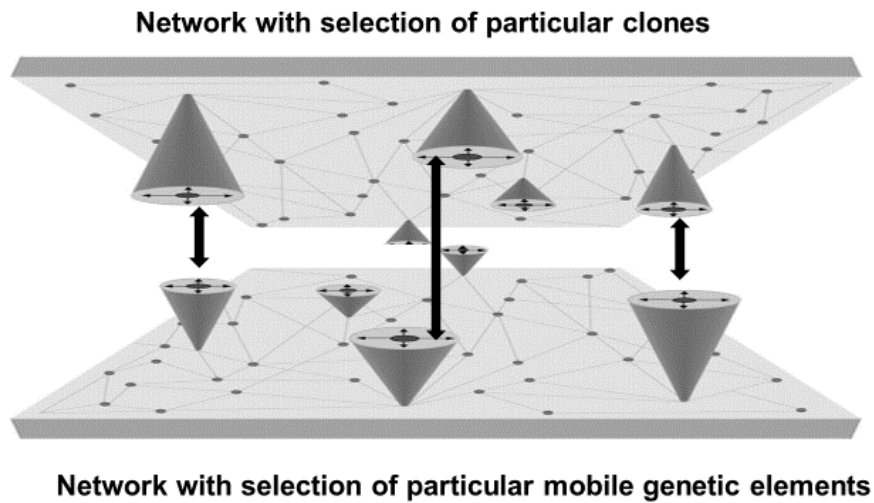 Network with selection of particular clones
Network with selection of particular mobile genetic elements